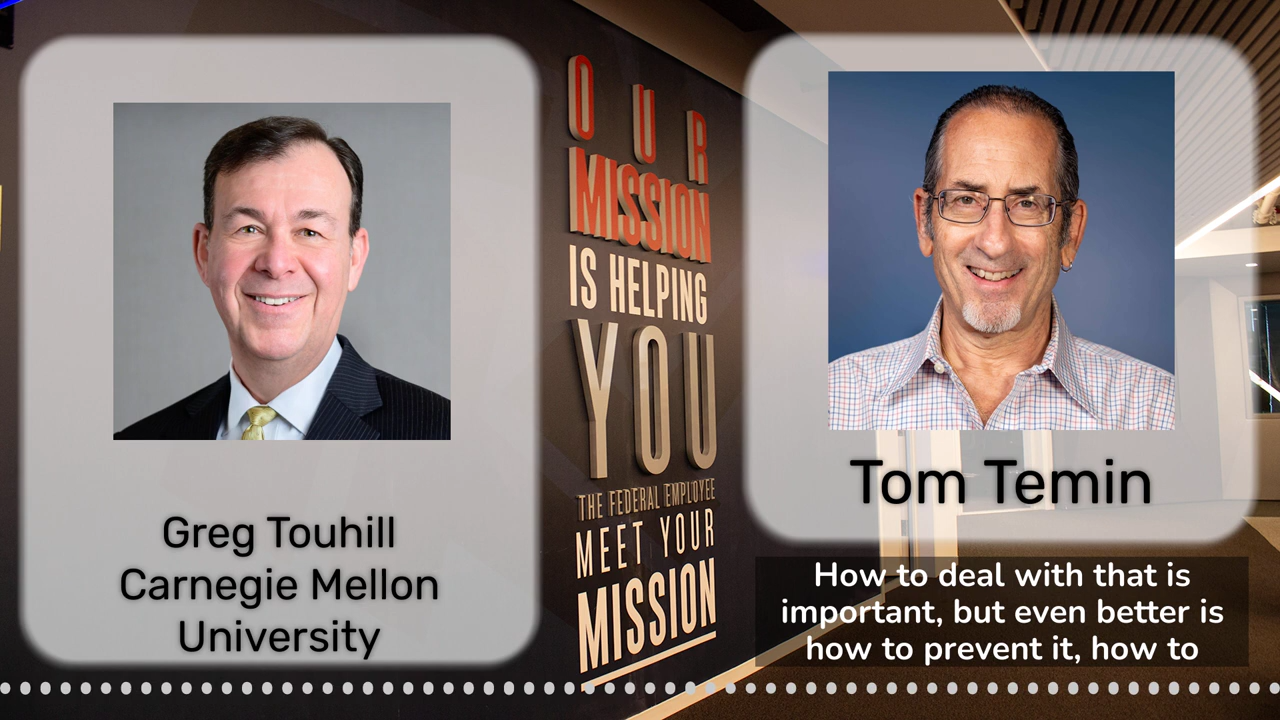 Greg Touhill
Carnegie Mellon
University
OUR
MISSION
IS HELPING
YOU
THE FEDERAL EMPLOYEE
MEET YOUR
MISSION
Tom Temin
How to deal with that is
important, but even better is
how to prevent it, how to